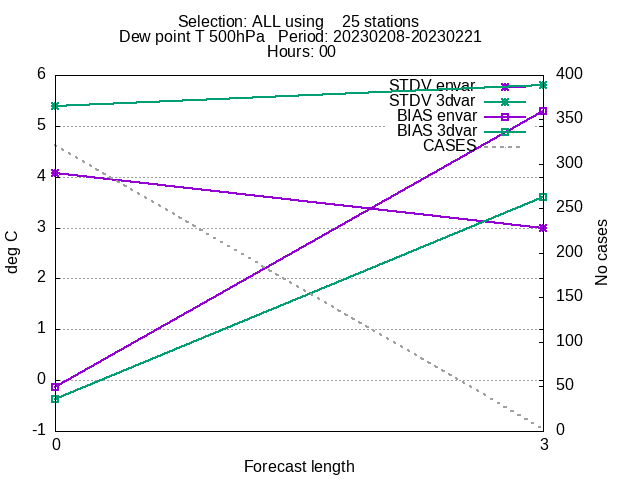 Selection: ALL using    25 stations
Dew point T 500hPa   Period: 20230208-20230221
Hours: 00
6
5
4
3
2
1
0
-1
400
350
300
250
200
150
100
50
0
STDV envar
STDV 3dvar
BIAS envar
BIAS 3dvar
CASES
deg C
No cases
0
3
Forecast length